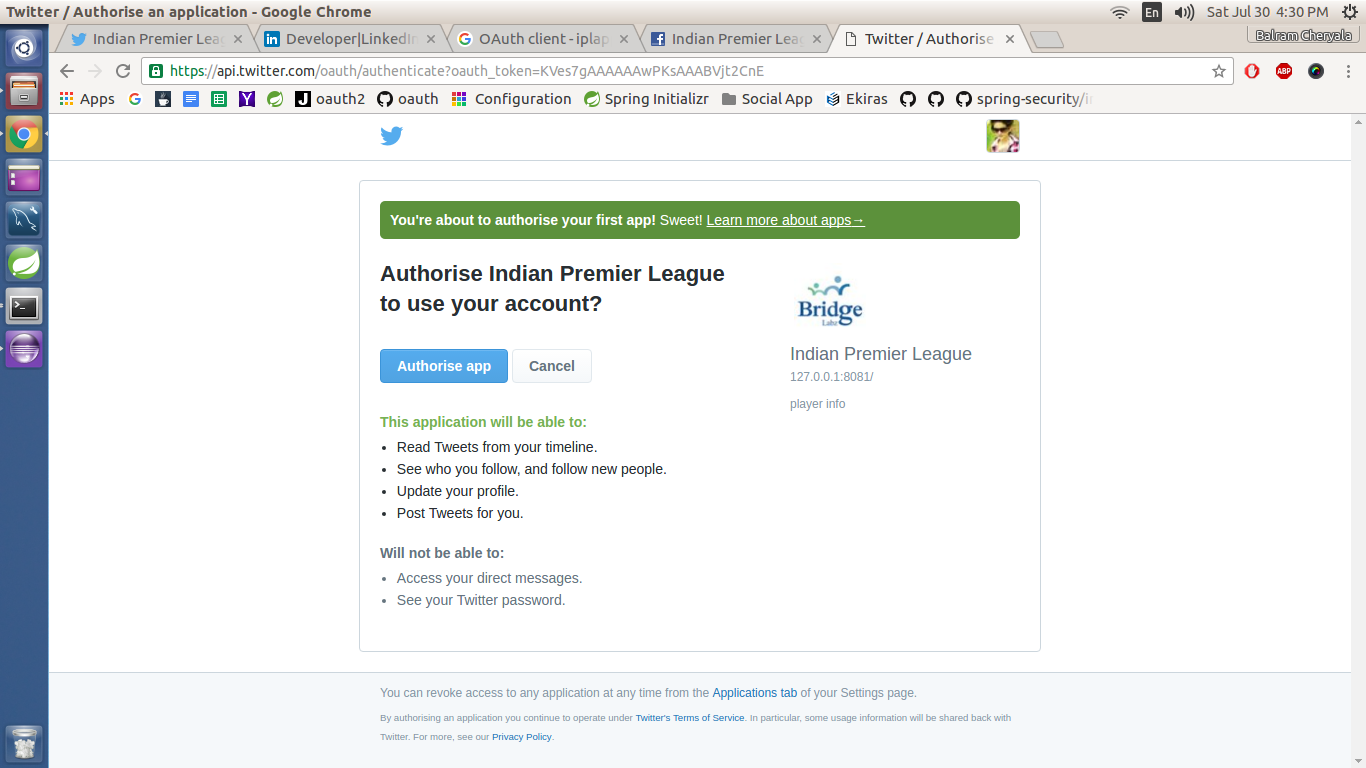 Twitter / Authorise an application - Google Chrome
En
Sat Jul 30 4:30 PM
Indian Premier Lea
Developer|LinkedIn
OAuth client - iplap
Indian Premier Lea
Twitter / Authorise
Balram Cheryala
https://api.twitter.com/oauth/authenticate?oauth_token=KVes7gAAAAAAwPKsAAABVjt2CnE
ABP
Apps
oauth2
oauth
Configuration
Spring Initializr
Social App
Ekiras
spring-security/
You're about to authorise your first app! Sweet! Learn more about apps→
Authorise Indian Premier League
to use your account?
Authorise app
Cancel
This application will be able to:
• Read Tweets from your timeline.
• See who you follow, and follow new people.
• Update your profile.
• Post Tweets for you.
Will not be able to:
• Access your direct messages.
• See your Twitter password.
Bridge
Labz
Indian Premier League
127.0.0.1:8081/
player info
You can revoke access to any application at any time from the Applications tab of your Settings page.
By authorising an application you continue to operate under Twitter's Terms of Service. In particular, some usage information will be shared back with
Twitter. For more, see our Privacy Policy.